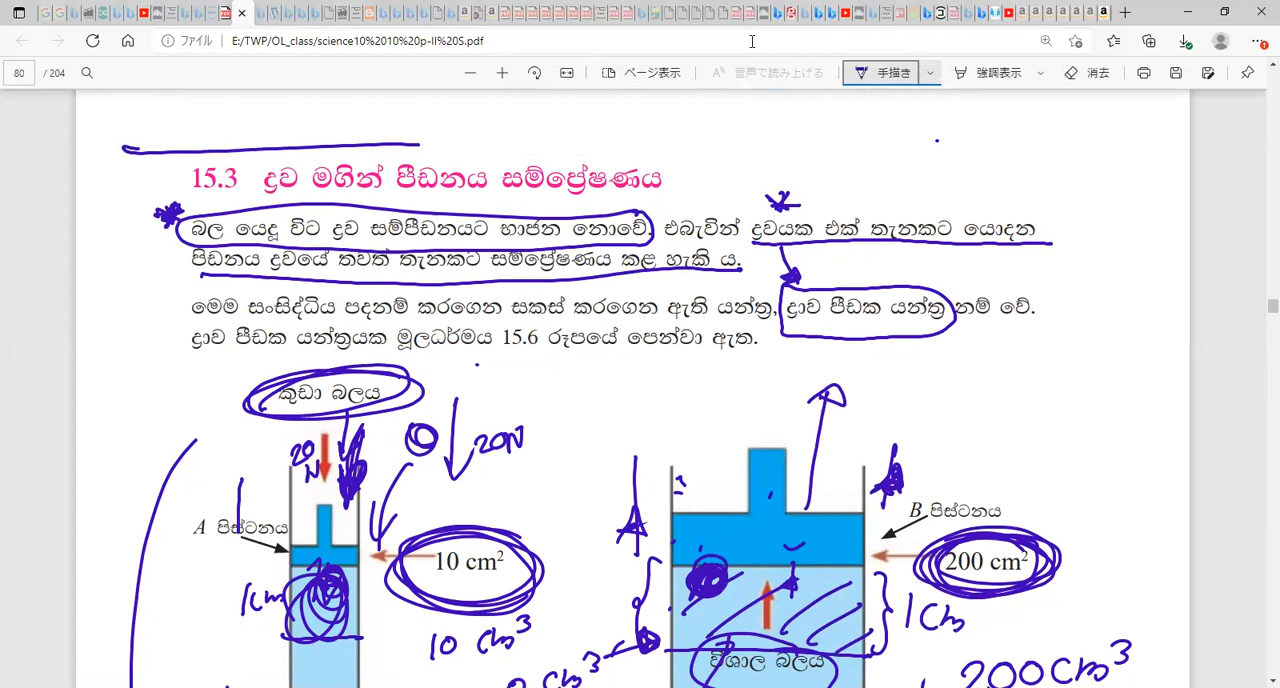 ファイル E:/TWP/OL_class/science10%2010%20p-II%20S.pdf
80 / 204 ページ表示 音声で読み上げる 手描き 強調表示 消去
15.3 ද්‍රව මගින් පීඩනය සම්ප්‍රේෂණය
බල යෙදූ විට ද්‍රව සම්පීඩනයට භාජන නොවේ. එබැවින් ද්‍රවයක එක් තැනකට යොදන
පිඩනය ද්‍රවයේ තවත් තැනකට සම්ප්‍රේෂණය කළ හැකි ය.
මෙම සංසිද්ධිය පදනම් කරගෙන සකස් කරගෙන ඇති යන්ත්‍ර, ද්‍රාව පීඩක යන්ත්‍ර නම් වේ.
ද්‍රාව පීඩක යන්ත්‍රයක මූලධර්මය 15.6 රූපයේ පෙන්වා ඇත.
කුඩා බලය
20 N
20N
A පිස්ටනය
B පිස්ටනය
10 cm²
200 cm²
1cm
1cm
10 cm³
විශාල බලය
200cm³